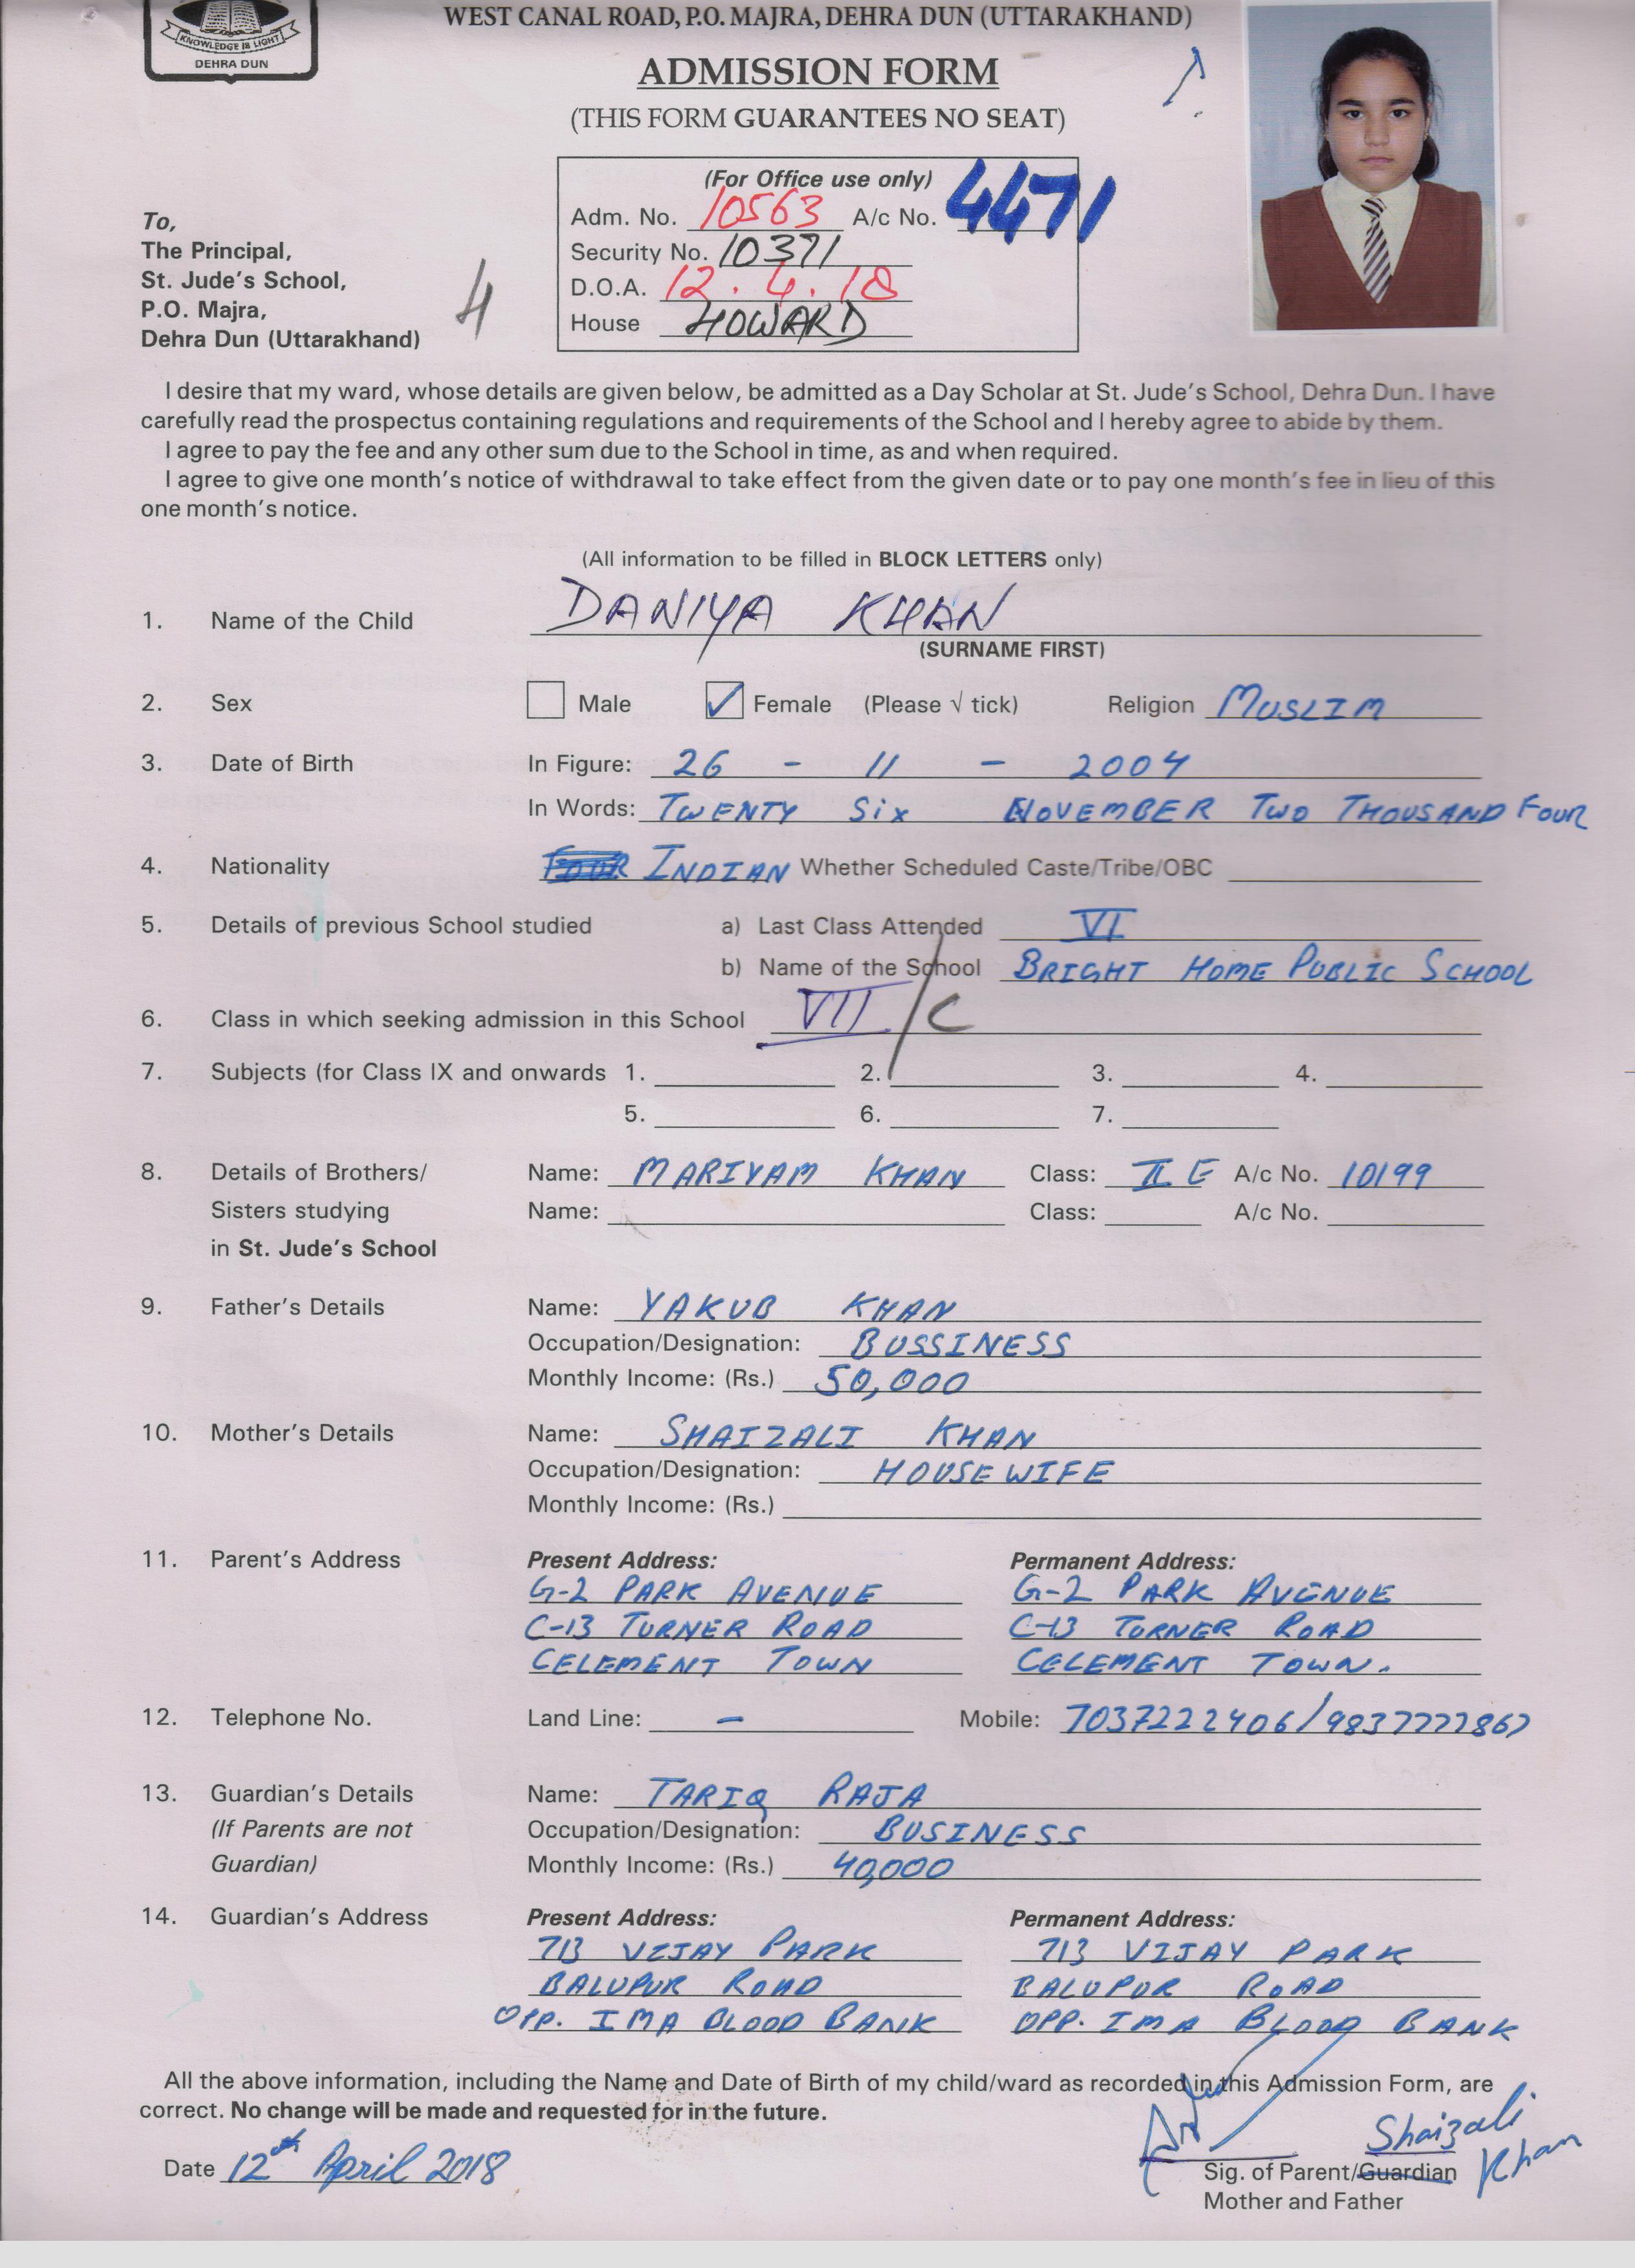 WEST CANAL ROAD, P.O. MAJRA, DEHRA DUN (UTTARAKHAND)
KNOWLEDGE IS LIGHT
DEHRA DUN
ADMISSION FORM
(THIS FORM GUARANTEES NO SEAT)
(For Office use only)
Adm. No. 10563 A/c No. 4471
Security No. 10371
D.O.A. 12.4.18
House HOWARD
To,
The Principal,
St. Jude's School,
P.O. Majra,
Dehra Dun (Uttarakhand)
4
I desire that my ward, whose details are given below, be admitted as a Day Scholar at St. Jude's School, Dehra Dun. I have
carefully read the prospectus containing regulations and requirements of the School and I hereby agree to abide by them.
I agree to pay the fee and any other sum due to the School in time, as and when required.
I agree to give one month's notice of withdrawal to take effect from the given date or to pay one month's fee in lieu of this
one month's notice.
(All information to be filled in BLOCK LETTERS only)
1. Name of the Child DANIYA KHAN
(SURNAME FIRST)
2. Sex Male ✓ Female (Please √ tick) Religion MUSLIM
3. Date of Birth In Figure: 26 - 11 - 2004
In Words: TWENTY SIX NOVEMBER TWO THOUSAND FOUR
4. Nationality INDIAN Whether Scheduled Caste/Tribe/OBC
5. Details of previous School studied a) Last Class Attended VI
b) Name of the School BRIGHT HOME PUBLIC SCHOOL
6. Class in which seeking admission in this School VII / C
7. Subjects (for Class IX and onwards 1. 2. 3. 4.
5. 6. 7.
8. Details of Brothers/ Name: MARIYAM KHAN Class: II E A/c No. 10199
Sisters studying Name: Class: A/c No.
in St. Jude's School
9. Father's Details Name: YAKUB KHAN
Occupation/Designation: BUSSINESS
Monthly Income: (Rs.) 50,000
10. Mother's Details Name: SHAIZALI KHAN
Occupation/Designation: HOUSEWIFE
Monthly Income: (Rs.)
11. Parent's Address Present Address: Permanent Address:
G-2 PARK AVENUE G-2 PARK AVENUE
C-13 TURNER ROAD C-13 TURNER ROAD
CELEMENT TOWN CELEMENT TOWN.
12. Telephone No. Land Line: - Mobile: 7037222406/
13. Guardian's Details Name: TARIQ RAJA
(If Parents are not Occupation/Designation: BUSINESS
Guardian) Monthly Income: (Rs.) 40,000
14. Guardian's Address Present Address: Permanent Address:
713 VIJAY PARK 713 VIJAY PARK
BALUPUR ROAD BALUPUR ROAD
OPP. IMA BLOOD BANK OPP. IMA BLOOD BANK
All the above information, including the Name and Date of Birth of my child/ward as recorded in this Admission Form, are
correct. No change will be made and requested for in the future.
Date 12th April 2018 Shaizali Khan
Sig. of Parent/Guardian
Mother and Father